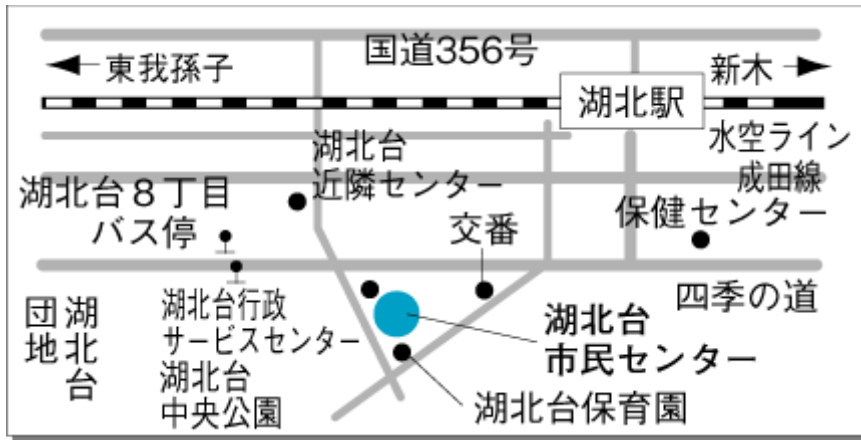 国道356号
東我孫子
新木
湖北駅
水空ライン
成田線
湖北台
近隣センター
湖北台8丁目
バス停
交番
保健センター
四季の道
湖北台
団地
湖北台行政
サービスセンター
湖北台
中央公園
湖北台
市民センター
湖北台保育園